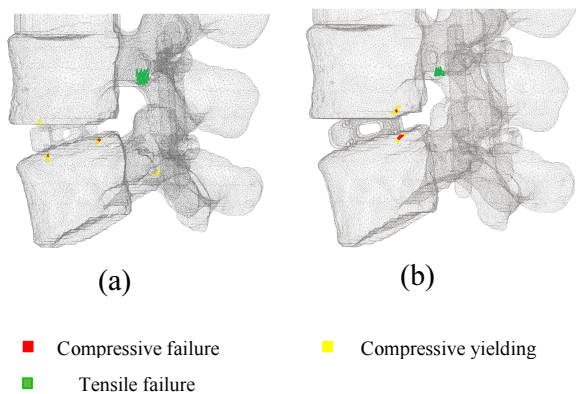 (a)
(b)
Compressive failure
Compressive yielding
Tensile failure